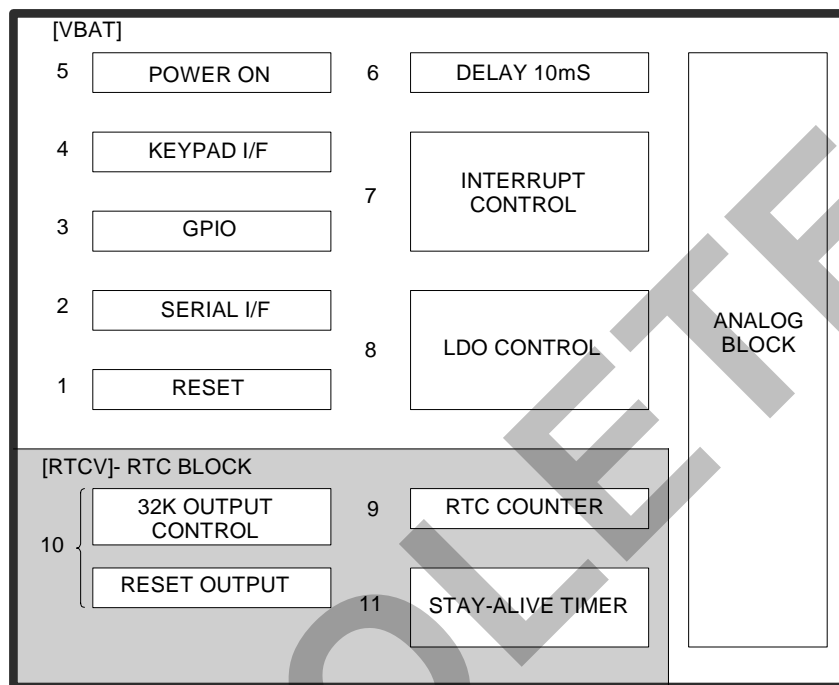 [VBAT]
5 POWER ON
6 DELAY 10mS
4 KEYPAD I/F
7 INTERRUPT
CONTROL
3 GPIO
2 SERIAL I/F
8 LDO CONTROL
ANALOG
BLOCK
1 RESET
[RTCV]- RTC BLOCK
10
32K OUTPUT
CONTROL
RESET OUTPUT
9 RTC COUNTER
11 STAY-ALIVE TIMER
OLETE